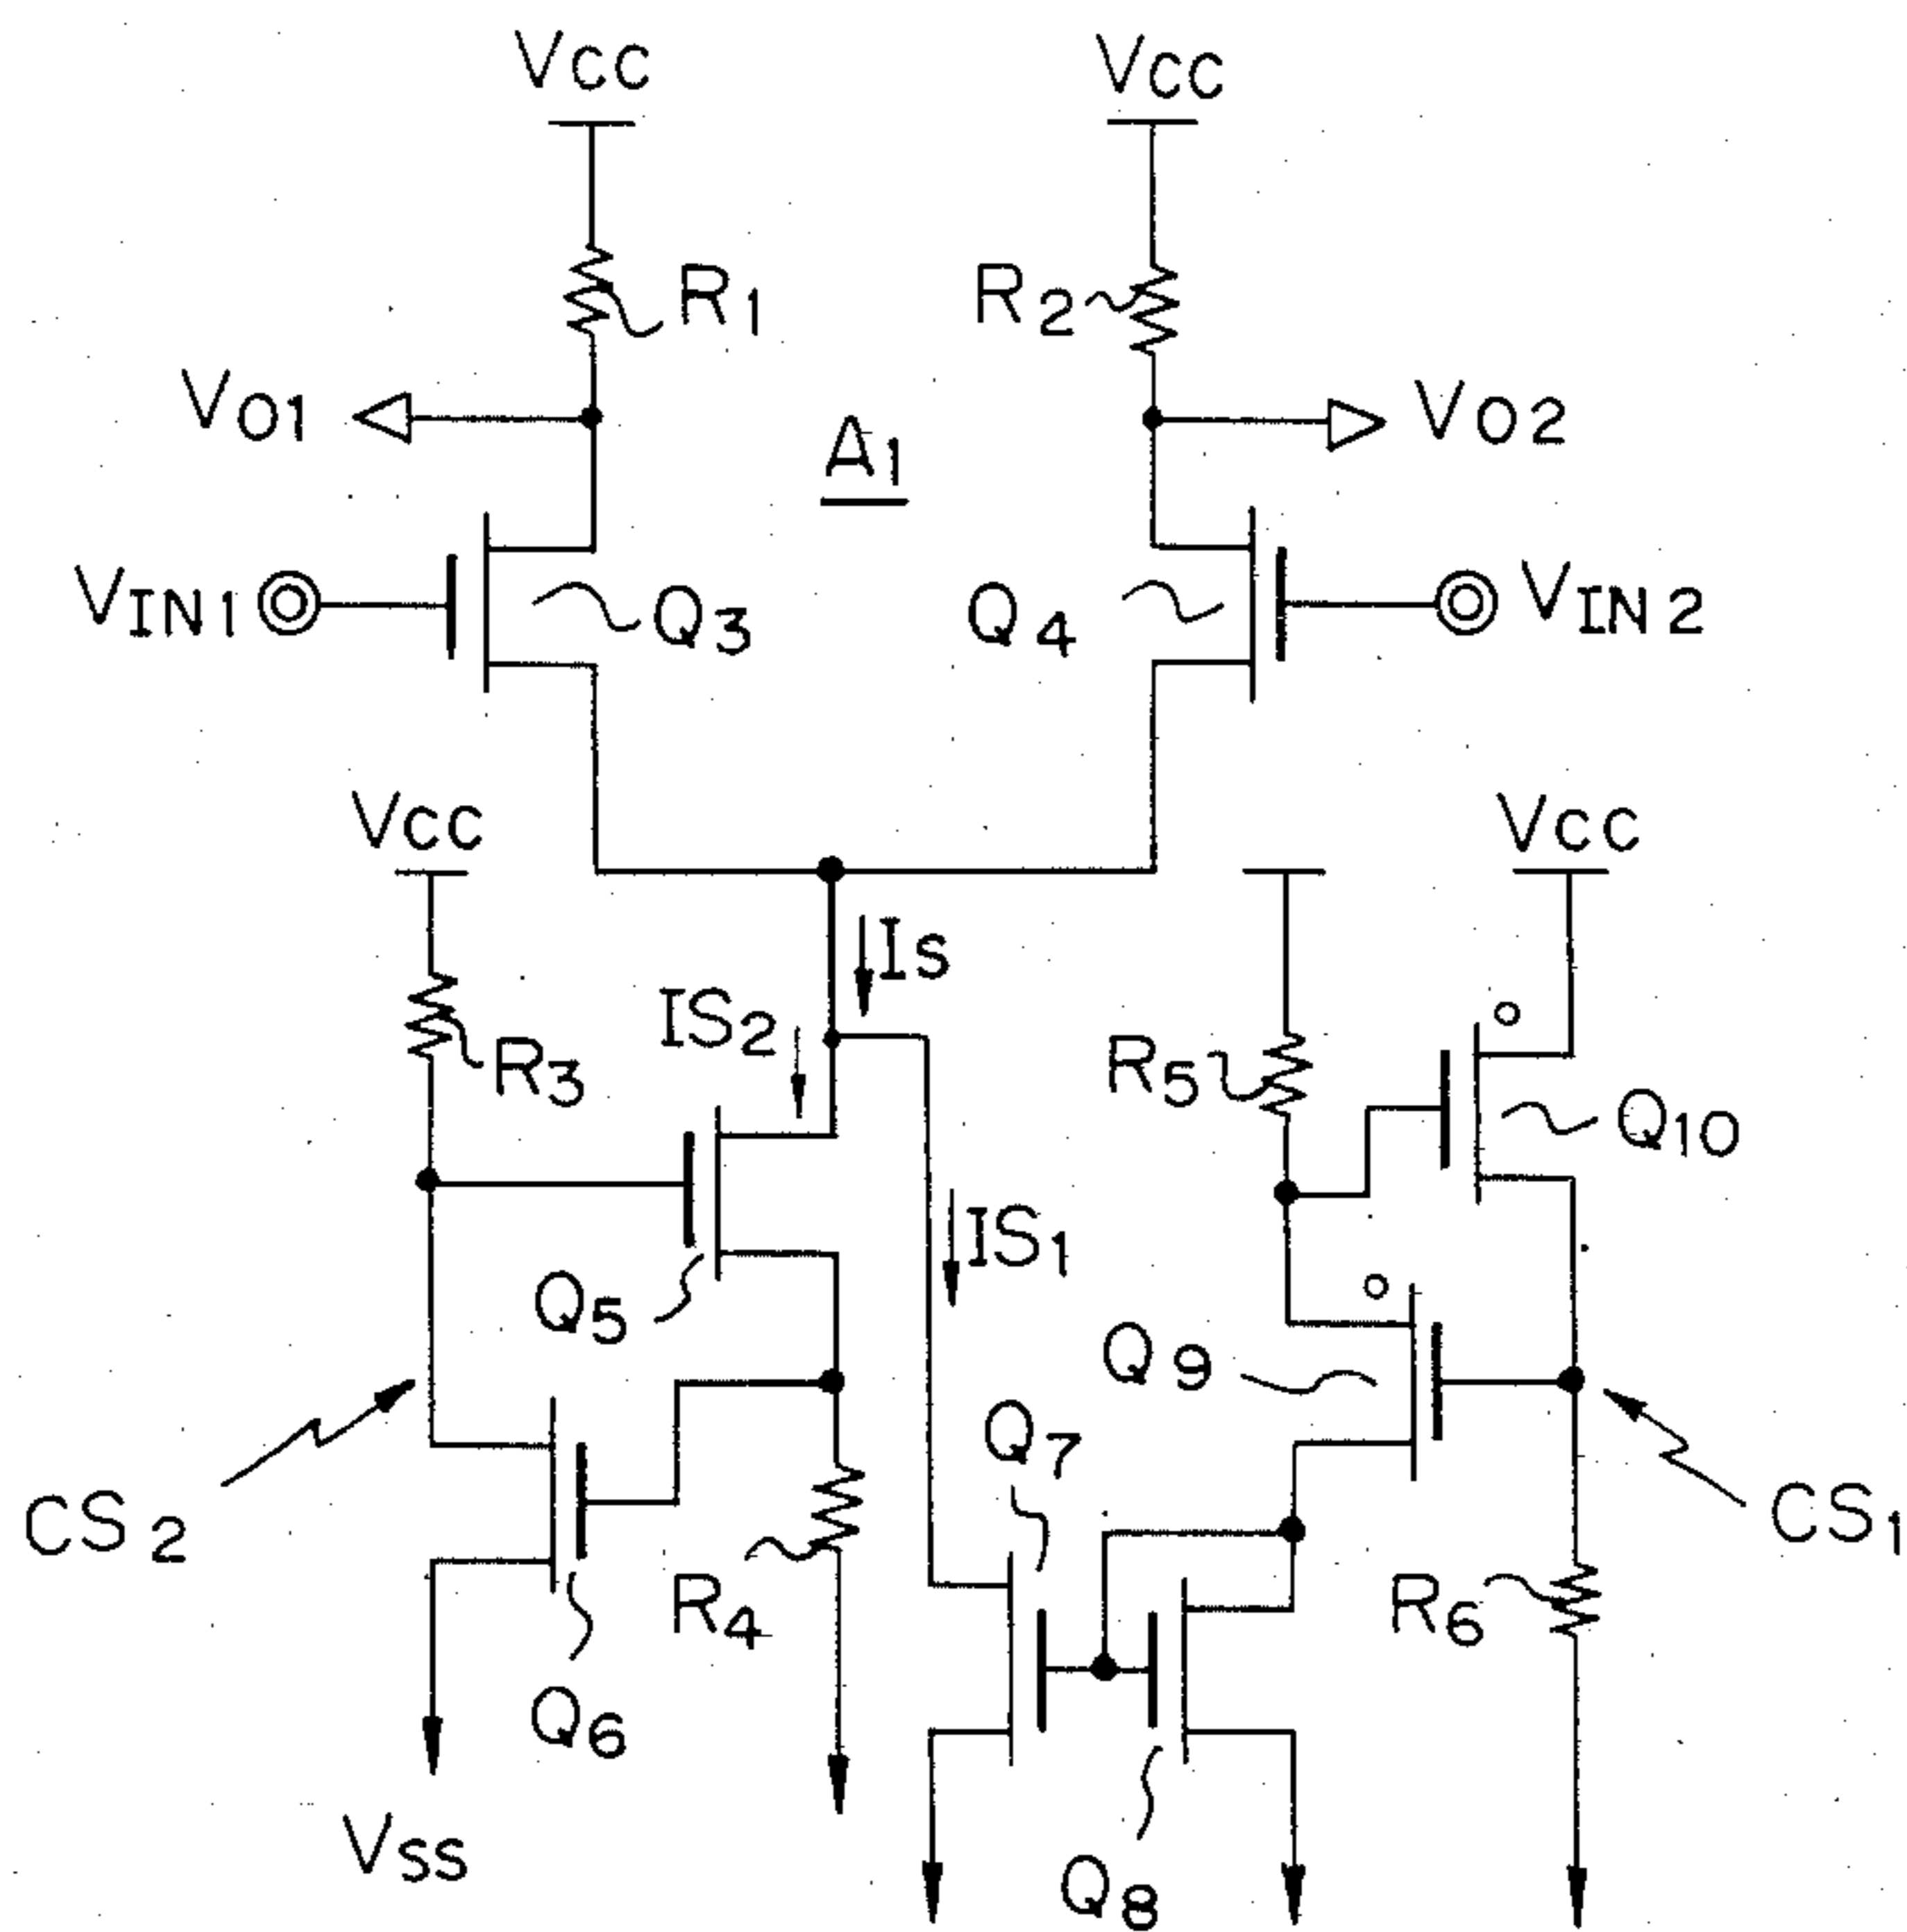 VCC VCC
R1 R2
VO1 A1 VO2
VIN1 Q3 Q4 VIN2
VCC VCC
IS
IS2
R3 R5 Q10
IS1
Q5 Q9
Q7
CS2 CS1
R4 R6
Q6
VSS Q8